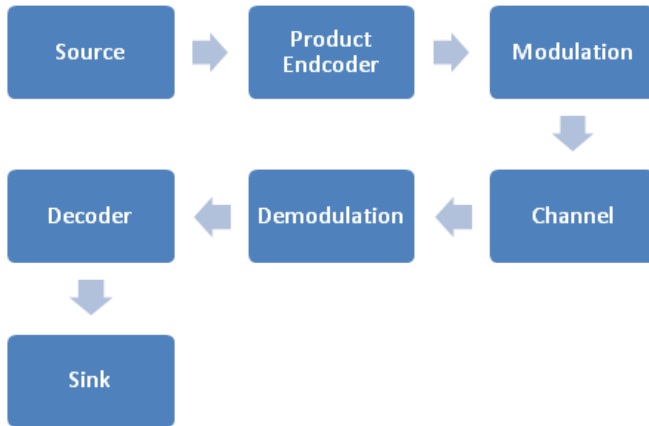 Source
Product
Endcoder
Modulation
Decoder
Demodulation
Channel
Sink